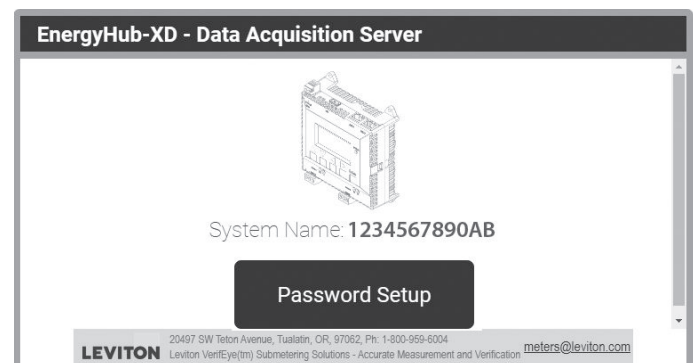 EnergyHub-XD - Data Acquisition Server
System Name: 1234567890AB
Password Setup
LEVITON
20497 SW Teton Avenue, Tualatin, OR, 97062, Ph: 1-800-959-6004
Leviton VerifEye(tm) Submetering Solutions - Accurate Measurement and Verification
meters@leviton.com